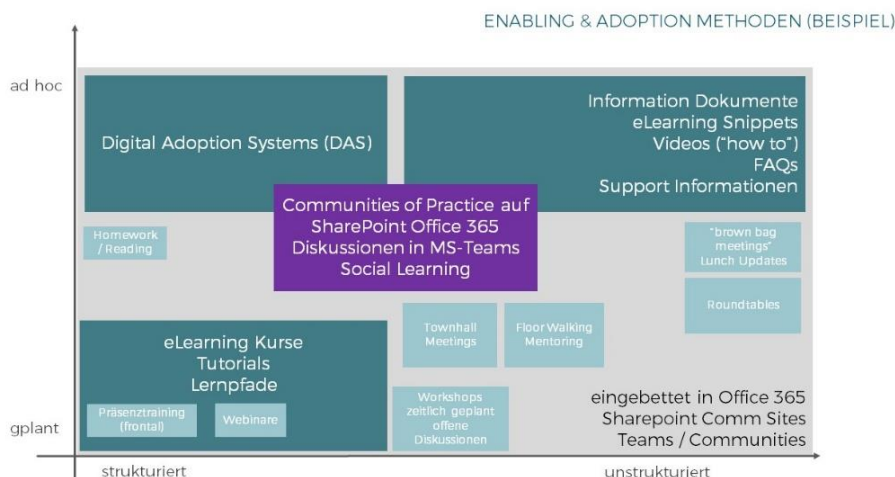 ENABLING & ADOPTION METHODEN (BEISPIEL)
ad hoc
Digital Adoption Systems (DAS)
Information Dokumente
eLearning Snippets
Videos ("how to")
FAQs
Support Informationen
Communities of Practice auf
SharePoint Office 365
Diskussionen in MS-Teams
Social Learning
Homework
/ Reading
"brown bag
meetings"
Lunch Updates
Roundtables
Townhall
Meetings
Floor Walking
Mentoring
eLearning Kurse
Tutorials
Lernpfade
Präsenztraining
(frontal)
Webinare
Workshops
zeitlich geplant
offene
Diskussionen
eingebettet in Office 365
Sharepoint Comm Sites
Teams / Communities
gplant
strukturiert
unstrukturiert